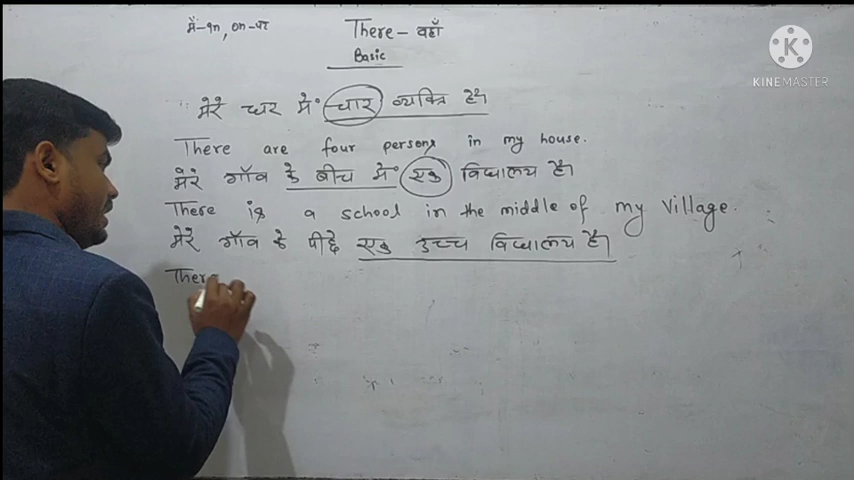 में-in, on-पर
There - वहाँ
Basic
मेरे घर में चार व्यक्ति है।
There are four persons in my house.
मेरे गाँव के बीच में एक विद्यालय है।
There is a school in the middle of my village.
मेरे गाँव के पीछे एक उच्च विद्यालय है।
There
KINEMASTER